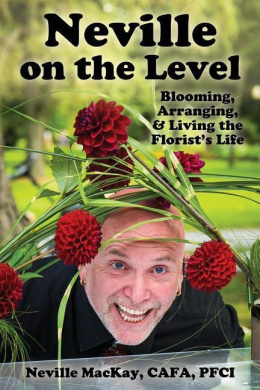 Neville
on the Level
Blooming,
Arranging,
& Living the
Florist's Life
Neville MacKay, CAFA, PFCI